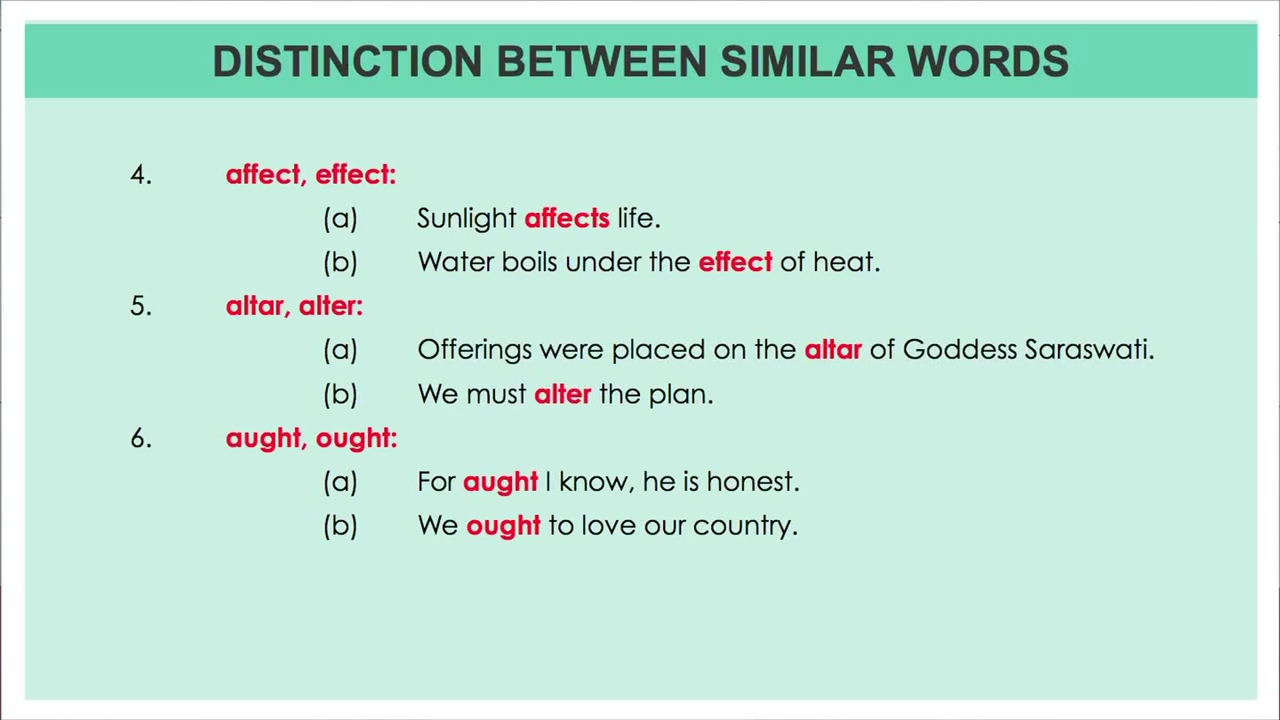 DISTINCTION BETWEEN SIMILAR WORDS
4. affect, effect:
(a) Sunlight affects life.
(b) Water boils under the effect of heat.
5. altar, alter:
(a) Offerings were placed on the altar of Goddess Saraswati.
(b) We must alter the plan.
6. aught, ought:
(a) For aught I know, he is honest.
(b) We ought to love our country.